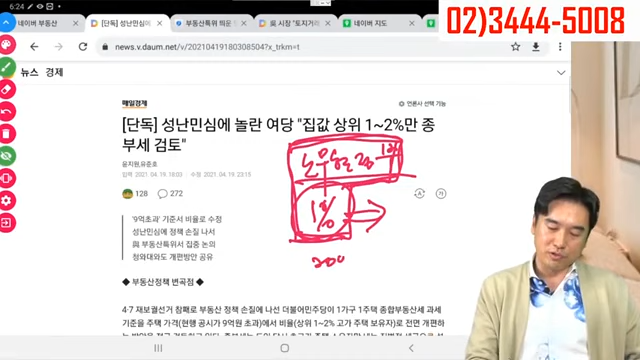 6:24
네이버 부동산
[단독] 성난민심에
부동산특위 띄운
與 시장 "토지거래
네이버 지도
02)3444-5008
news.v.daum.net/v/20210419180308504?x_trkm=t
뉴스 경제
매일경제
언론사 선택 기능
[단독] 성난민심에 놀란 여당 "집값 상위 1~2%만 종
부세 검토"
윤지원,유준호
입력 2021. 04. 19. 18:03 · 수정 2021. 04. 19. 23:15
128
272
가
'9억초과' 기준서 비율로 수정
성난민심에 정책 손질 나서
與 부동산특위서 집중 논의
청와대와도 개편방안 공유
1%
200
◆ 부동산정책 변곡점 ◆
4·7 재보궐선거 참패로 부동산 정책 손질에 나선 더불어민주당이 1가구 1주택 종합부동산세 과세
기준을 주택 가격(현행 공시가 9억원 초과)에서 비율(상위 1~2% 고가 주택 보유자)로 전면 개편하